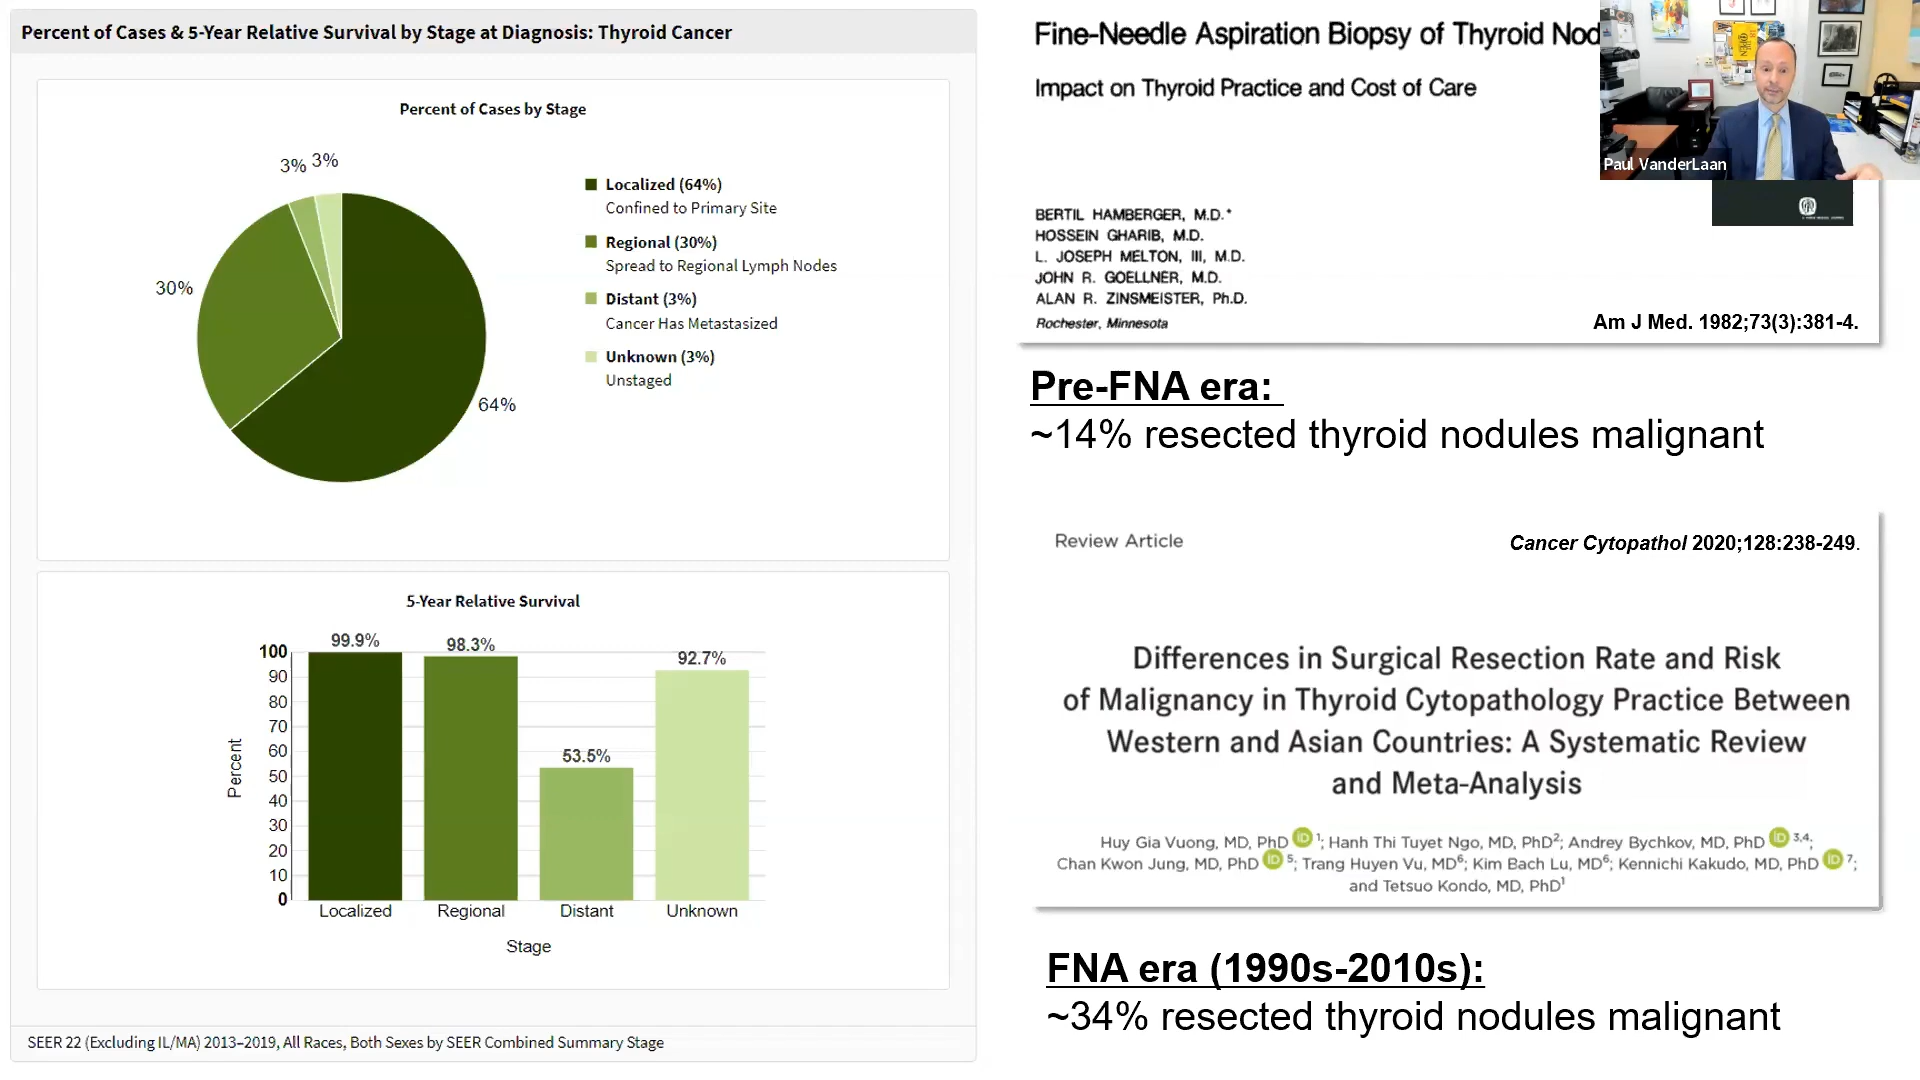 Percent of Cases & 5-Year Relative Survival by Stage at Diagnosis: Thyroid Cancer
Percent of Cases by Stage
3% 3%
30%
64%
Localized (64%)
Confined to Primary Site
Regional (30%)
Spread to Regional Lymph Nodes
Distant (3%)
Cancer Has Metastasized
Unknown (3%)
Unstaged
5-Year Relative Survival
99.9%
98.3%
53.5%
92.7%
100
90
80
70
60
50
40
30
20
10
0
Percent
Localized
Regional
Distant
Unknown
Stage
SEER 22 (Excluding IL/MA) 2013–2019, All Races, Both Sexes by SEER Combined Summary Stage
Fine-Needle Aspiration Biopsy of Thyroid Nod
Impact on Thyroid Practice and Cost of Care
Paul VanderLaan
BERTIL HAMBERGER, M.D.*
HOSSEIN GHARIB, M.D.
L. JOSEPH MELTON, III, M.D.
JOHN R. GOELLNER, M.D.
ALAN R. ZINSMEISTER, Ph.D.
Rochester, Minnesota
Am J Med. 1982;73(3):381-4.
Pre-FNA era:
~14% resected thyroid nodules malignant
Review Article
Cancer Cytopathol 2020;128:238-249.
Differences in Surgical Resection Rate and Risk
of Malignancy in Thyroid Cytopathology Practice Between
Western and Asian Countries: A Systematic Review
and Meta-Analysis
Huy Gia Vuong, MD, PhD iD 1; Hanh Thi Tuyet Ngo, MD, PhD2; Andrey Bychkov, MD, PhD iD 3,4;
Chan Kwon Jung, MD, PhD iD 5; Trang Huyen Vu, MD6; Kim Bach Lu, MD6; Kennichi Kakudo, MD, PhD iD 7;
and Tetsuo Kondo, MD, PhD1
FNA era (1990s-2010s):
~34% resected thyroid nodules malignant